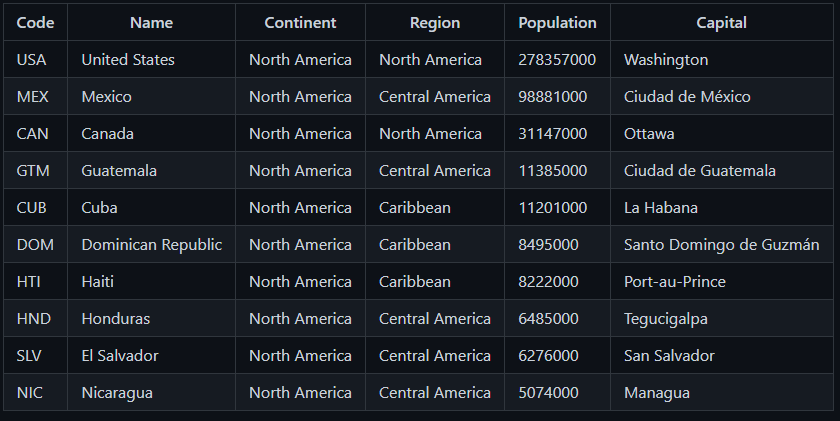 Code Name Continent Region Population Capital
USA United States North America North America 278357000 Washington
MEX Mexico North America Central America 98881000 Ciudad de México
CAN Canada North America North America 31147000 Ottawa
GTM Guatemala North America Central America 11385000 Ciudad de Guatemala
CUB Cuba North America Caribbean 11201000 La Habana
DOM Dominican Republic North America Caribbean 8495000 Santo Domingo de Guzmán
HTI Haiti North America Caribbean 8222000 Port-au-Prince
HND Honduras North America Central America 6485000 Tegucigalpa
SLV El Salvador North America Central America 6276000 San Salvador
NIC Nicaragua North America Central America 5074000 Managua